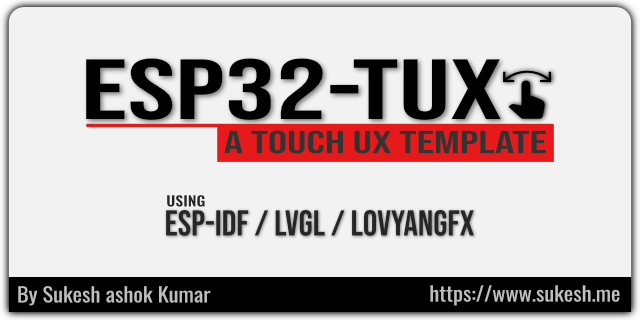 ESP32-TUX
A TOUCH UX TEMPLATE
USING
ESP-IDF / LVGL / LOVYANGFX
By Sukesh ashok Kumar
https://www.sukesh.me